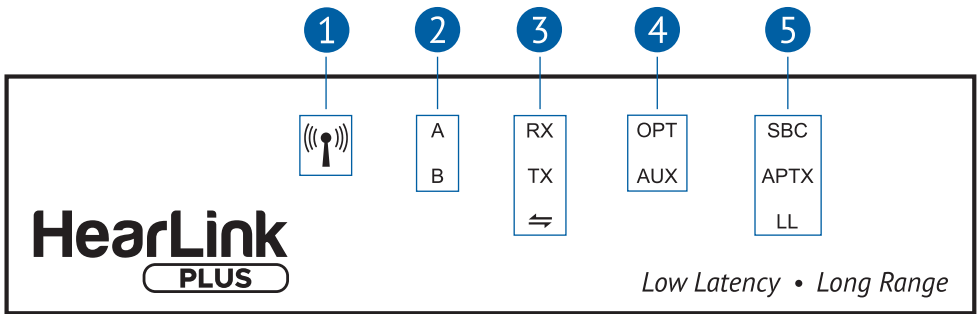 1 2 3 4 5
A RX OPT SBC
B TX AUX APTX
⇋ LL
HearLink
PLUS
Low Latency • Long Range